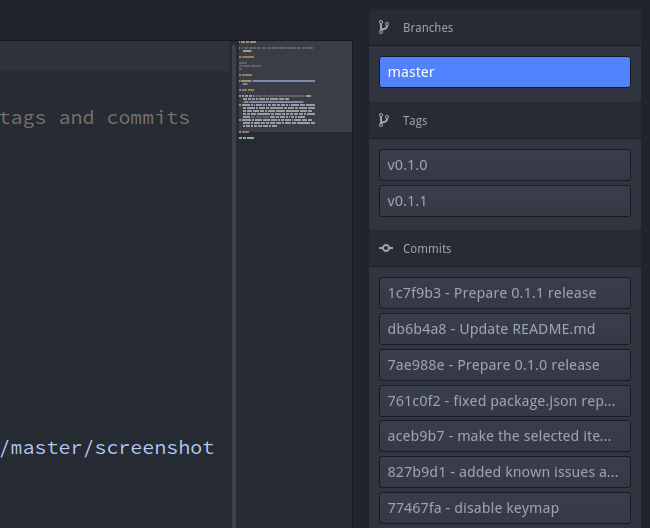 tags and commits
/master/screenshot
Branches
master
Tags
v0.1.0
v0.1.1
Commits
1c7f9b3 - Prepare 0.1.1 release
db6b4a8 - Update README.md
7ae988e - Prepare 0.1.0 release
761c0f2 - fixed package.json rep...
aceb9b7 - make the selected ite...
827b9d1 - added known issues a...
77467fa - disable keymap